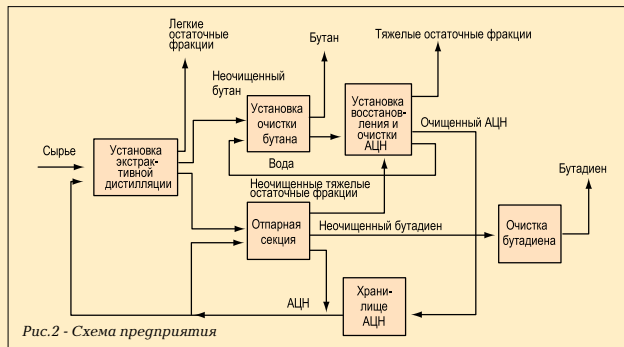 Легкие
остаточные
фракции
Бутан
Тяжелые остаточные фракции
Неочищенный
бутан
Установка
очистки
бутана
Установка
восстанов-
ления и
очистки
АЦН
Очищенный АЦН
Сырье
Установка
экстрак-
тивной
дистилляции
Вода
Неочищенные тяжелые
остаточные фракции
Бутадиен
Отпарная
секция
Неочищенный бутадиен
Очистка
бутадиена
АЦН
Храни-
лище
АЦН
Рис.2 - Схема предприятия